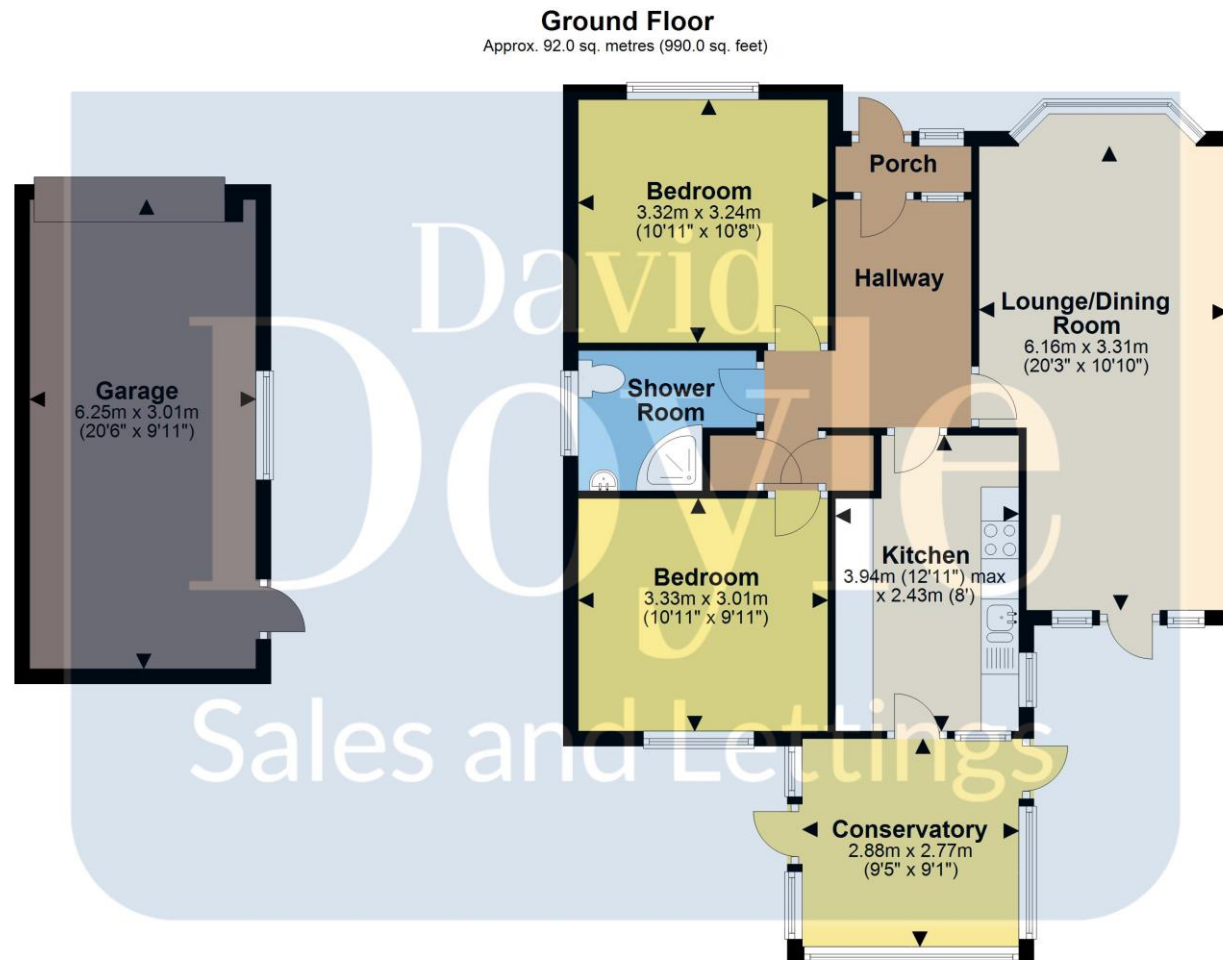 Ground Floor
Approx. 92.0 sq. metres (990.0 sq. feet)
Porch
Bedroom
3.32m x 3.24m
(10'11" x 10'8")
Hallway
Lounge/Dining
Room
6.16m x 3.31m
(20'3" x 10'10")
Garage
6.25m x 3.01m
(20'6" x 9'11")
Shower
Room
Kitchen
3.94m (12'11") max
x 2.43m (8')
Bedroom
3.33m x 3.01m
(10'11" x 9'11")
Conservatory
2.88m x 2.77m
(9'5" x 9'1")
David
Doyle
Sales and Lettings